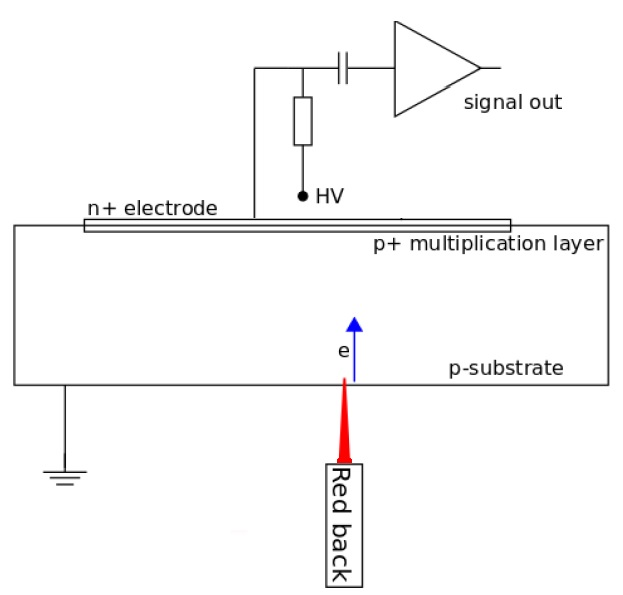 signal out
HV
n+ electrode
p+ multiplication layer
e
p-substrate
Red back